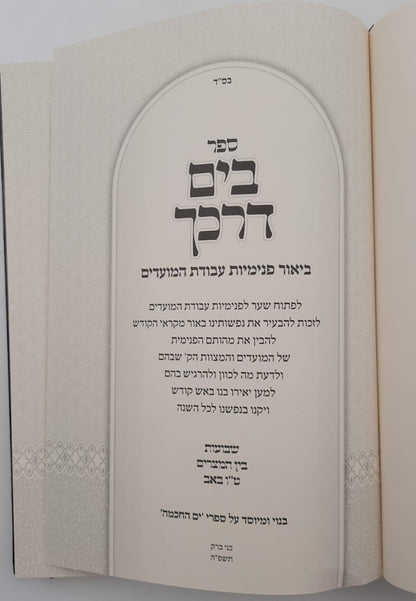 בס"ד
ספר
בים
דרכך
ביאור פנימיות עבודת המועדים
לפתוח שער לפנימיות עבודת המועדים
לזכות להבעיר את נפשותינו באור מקראי הקודש
להבין את מהותם הפנימית
של המועדים והמצוות הק' שבהם
ולדעת מה לכוון ולהרגיש בהם
למען יאירו בנו באש קודש
ויקנו בנפשנו לכל השנה
שבועות
בין המצרים
ט"ו באב
בנוי ומיוסד על ספרי 'ים החכמה'
בני ברק
תשפ"ה